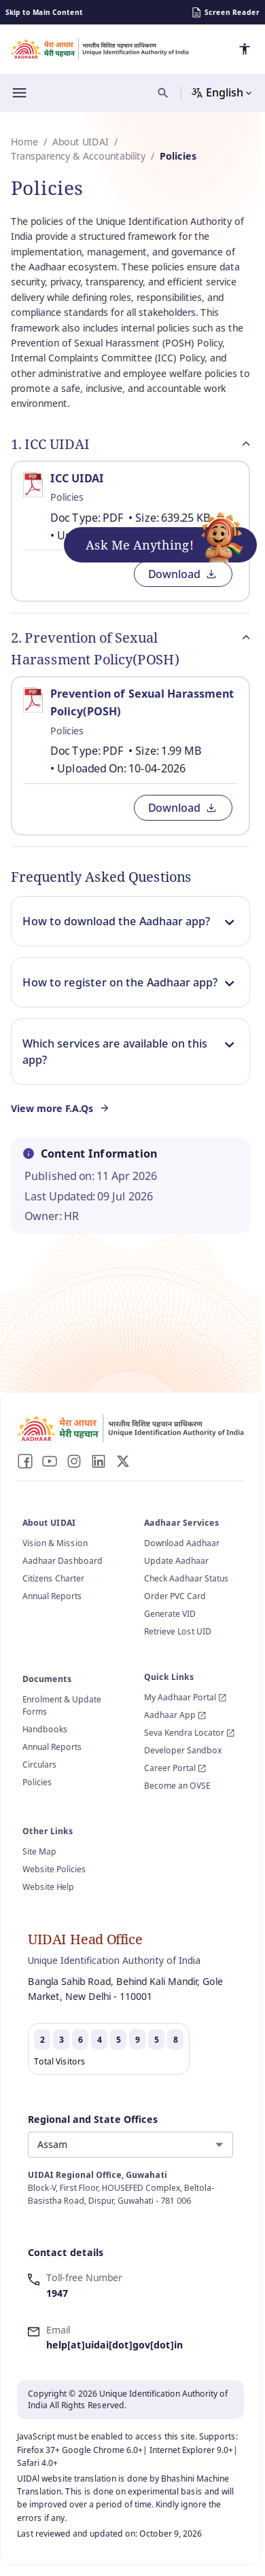 Skip to Main Content
Screen Reader
AADHAAR
मेरा आधार
मेरी पहचान
भारतीय विशिष्ट पहचान प्राधिकरण
Unique Identification Authority of India
English
Home / About UIDAI /
Transparency & Accountability / Policies
Policies
The policies of the Unique Identification Authority of
India provide a structured framework for the
implementation, management, and governance of
the Aadhaar ecosystem. These policies ensure data
security, privacy, transparency, and efficient service
delivery while defining roles, responsibilities, and
compliance standards for all stakeholders. This
framework also includes internal policies such as the
Prevention of Sexual Harassment (POSH) Policy,
Internal Complaints Committee (ICC) Policy, and
other administrative and employee welfare policies to
promote a safe, inclusive, and accountable work
environment.
1. ICC UIDAI
PDF
ICC UIDAI
Policies
Doc Type: PDF • Size: 639.25 KB
Ask Me Anything!
Download
2. Prevention of Sexual
Harassment Policy(POSH)
PDF
Prevention of Sexual Harassment
Policy(POSH)
Policies
Doc Type: PDF • Size: 1.99 MB
• Uploaded On: 10-04-2026
Download
Frequently Asked Questions
How to download the Aadhaar app?
How to register on the Aadhaar app?
Which services are available on this
app?
View more F.A.Qs
Content Information
Published on: 11 Apr 2026
Last Updated: 09 Jul 2026
Owner: HR
AADHAAR
मेरा आधार
मेरी पहचान
भारतीय विशिष्ट पहचान प्राधिकरण
Unique Identification Authority of India
About UIDAI
Vision & Mission
Aadhaar Dashboard
Citizens Charter
Annual Reports
Aadhaar Services
Download Aadhaar
Update Aadhaar
Check Aadhaar Status
Order PVC Card
Generate VID
Retrieve Lost UID
Documents
Enrolment & Update
Forms
Handbooks
Annual Reports
Circulars
Policies
Quick Links
My Aadhaar Portal
Aadhaar App
Seva Kendra Locator
Developer Sandbox
Career Portal
Become an OVSE
Other Links
Site Map
Website Policies
Website Help
UIDAI Head Office
Unique Identification Authority of India
Bangla Sahib Road, Behind Kali Mandir, Gole
Market, New Delhi - 110001
2 3 6 4 5 9 5 8
Total Visitors
Regional and State Offices
Assam
UIDAI Regional Office, Guwahati
Block-V, First Floor, HOUSEFED Complex, Beltola-
Basistha Road, Dispur, Guwahati - 781 006
Contact details
Toll-free Number
1947
Email
help[at]uidai[dot]gov[dot]in
Copyright © 2026 Unique Identification Authority of
India All Rights Reserved.
JavaScript must be enabled to access this site. Supports:
Firefox 37+ Google Chrome 6.0+| Internet Explorer 9.0+|
Safari 4.0+
UIDAI website translation is done by Bhashini Machine
Translation. This is done on experimental basis and will
be improved over a period of time. Kindly ignore the
errors if any.
Last reviewed and updated on: October 9, 2026